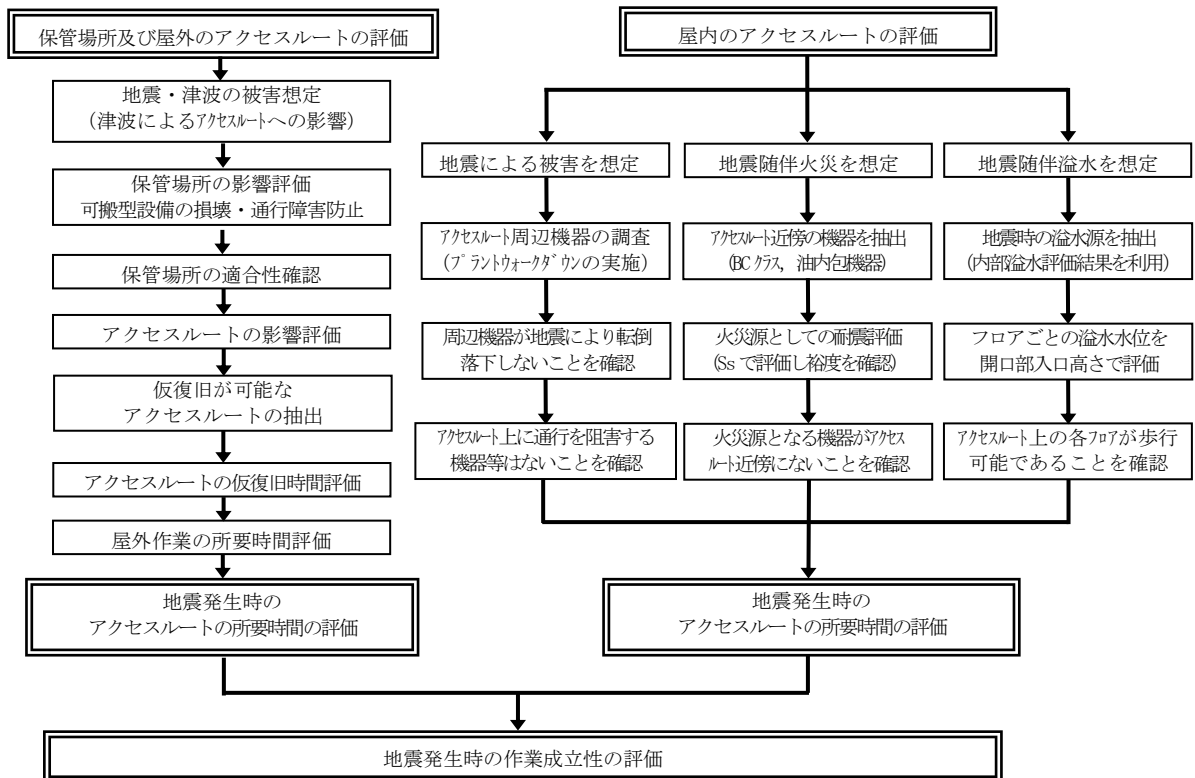 保管場所及び屋外のアクセスルートの評価
地震・津波の被害想定
（津波によるアクセスルートへの影響）
保管場所の影響評価
可搬型設備の損壊・通行障害防止
保管場所の適合性確認
アクセスルートの影響評価
仮復旧が可能な
アクセスルートの抽出
アクセスルートの仮復旧時間評価
屋外作業の所要時間評価
地震発生時の
アクセスルートの所要時間の評価
屋内のアクセスルートの評価
地震による被害を想定
アクセスルート周辺機器の調査
（プラントウォークダウンの実施）
周辺機器が地震により転倒
落下しないことを確認
アクセスルート上に通行を阻害する
機器等はないことを確認
地震随伴火災を想定
アクセスルート近傍の機器を抽出
(BCクラス，油内包機器)
火災源としての耐震評価
(Ssで評価し裕度を確認)
火災源となる機器がアクセス
ルート近傍にないことを確認
地震随伴溢水を想定
地震時の溢水源を抽出
(内部溢水評価結果を利用)
フロアごとの溢水水位を
開口部入口高さで評価
アクセスルート上の各フロアが歩行
可能であることを確認
地震発生時の
アクセスルートの所要時間の評価
地震発生時の作業成立性の評価